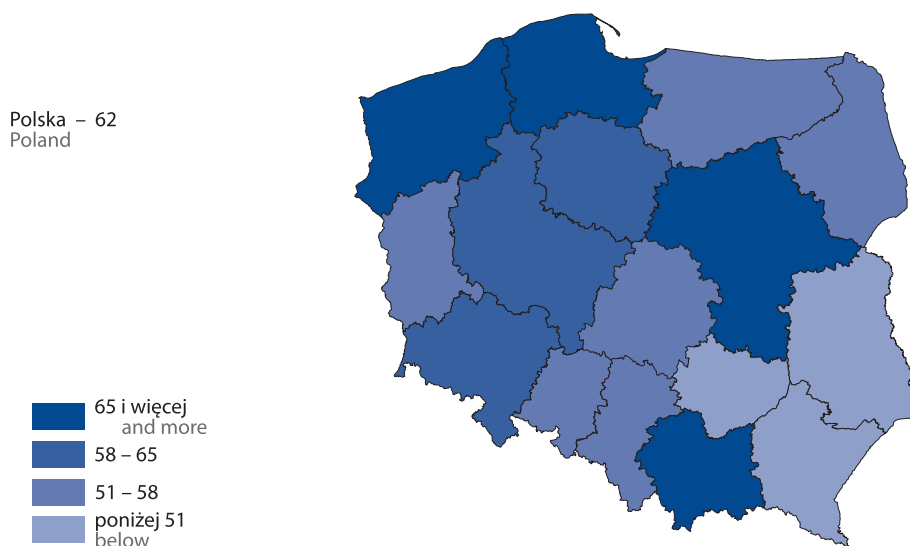 Polska – 62
Poland
65 i więcej
and more
58 – 65
51 – 58
poniżej 51
below